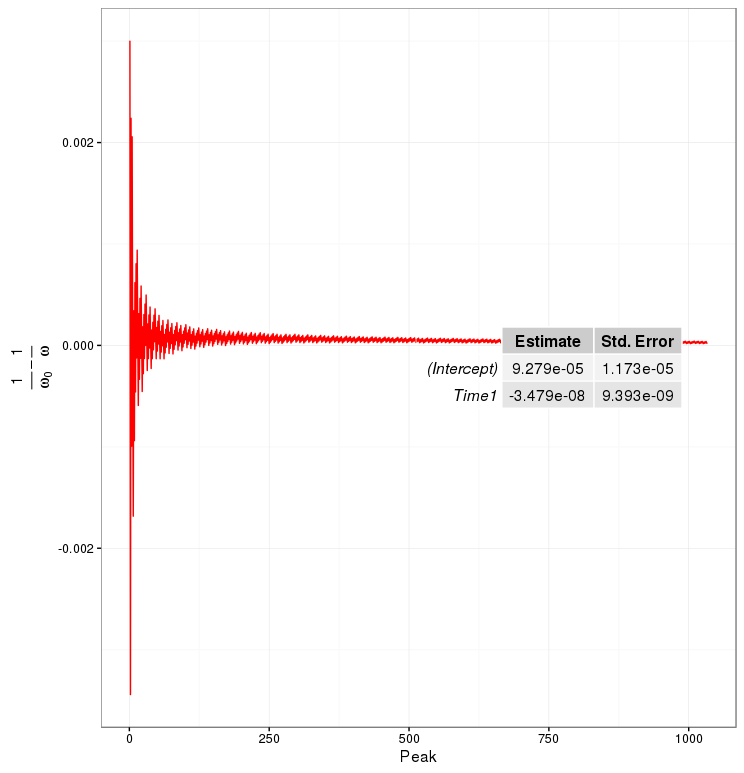 0.002
0.000
-0.002
1/ω₀ − 1/ω
Estimate Std. Error
(Intercept) 9.279e-05 1.173e-05
Time1 -3.479e-08 9.393e-09
0 250 500 750 1000
Peak